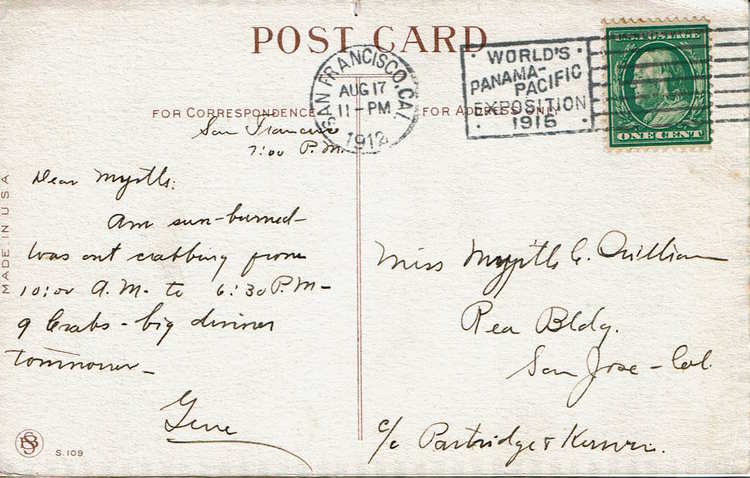 POST CARD
SAN FRANCISCO, CAL.
AUG 17
11-PM
1912
WORLD'S
PANAMA-
PACIFIC
EXPOSITION
1915
U.S. POSTAGE
ONE CENT
FOR CORRESPONDENCE
FOR ADDRESS ONLY
MADE IN USA
San Francisco
7:00 P.M.
Dear Myrtle:
Am sun-burned-
Was out crabbing from
10:00 A.M. to 6:30 P.M-
9 Crabs - big dinner
tomorrow-
Gene
S.109
Miss Myrtle C.
Rea Bldg.
San Jose - Cal.
c/o Partridge &